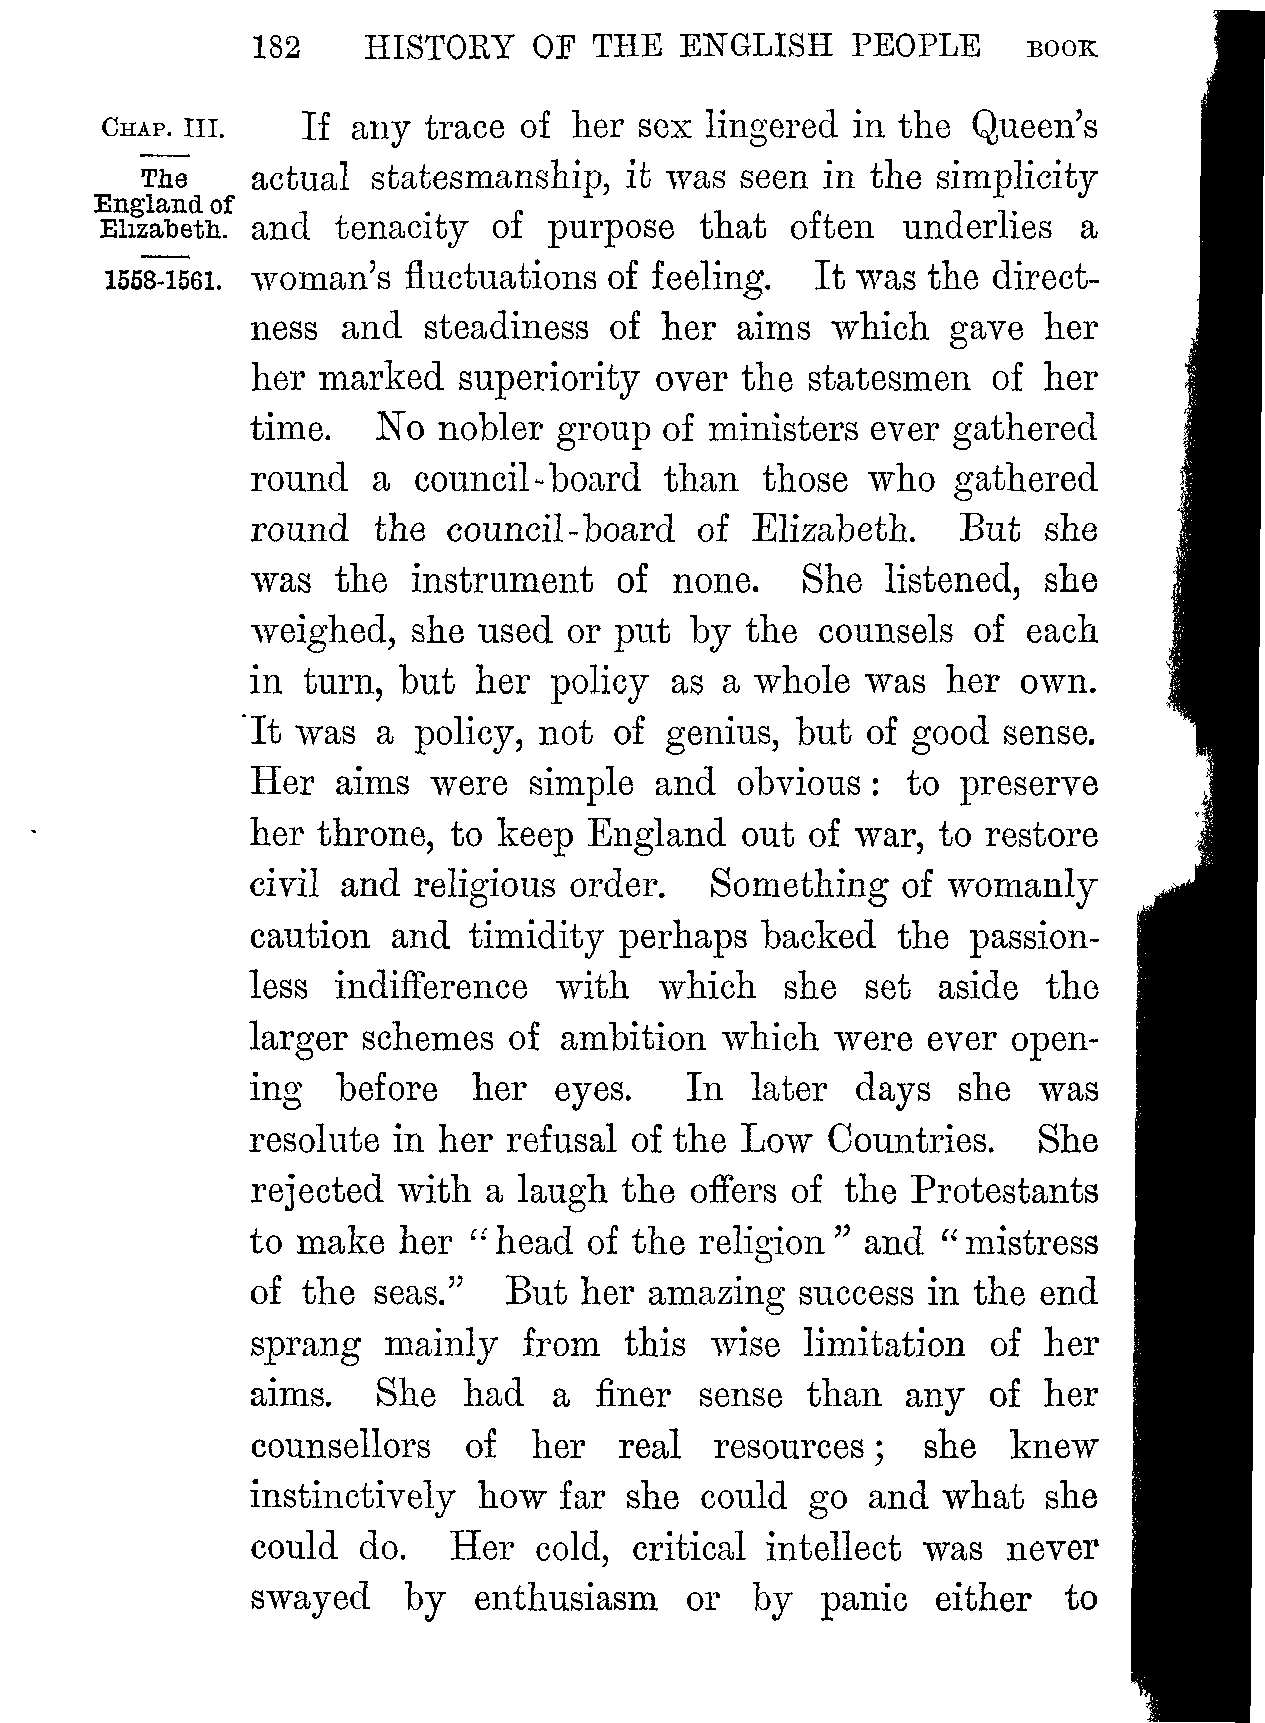 182 HISTORY OF THE ENGLISH PEOPLE BOOK
CHAP. III.
The
England of
Elizabeth.
1558-1561.
If any trace of her sex lingered in the Queen's
actual statesmanship, it was seen in the simplicity
and tenacity of purpose that often underlies a
woman's fluctuations of feeling. It was the direct-
ness and steadiness of her aims which gave her
her marked superiority over the statesmen of her
time. No nobler group of ministers ever gathered
round a council-board than those who gathered
round the council-board of Elizabeth. But she
was the instrument of none. She listened, she
weighed, she used or put by the counsels of each
in turn, but her policy as a whole was her own.
It was a policy, not of genius, but of good sense.
Her aims were simple and obvious: to preserve
her throne, to keep England out of war, to restore
civil and religious order. Something of womanly
caution and timidity perhaps backed the passion-
less indifference with which she set aside the
larger schemes of ambition which were ever open-
ing before her eyes. In later days she was
resolute in her refusal of the Low Countries. She
rejected with a laugh the offers of the Protestants
to make her "head of the religion" and "mistress
of the seas." But her amazing success in the end
sprang mainly from this wise limitation of her
aims. She had a finer sense than any of her
counsellors of her real resources; she knew
instinctively how far she could go and what she
could do. Her cold, critical intellect was never
swayed by enthusiasm or by panic either to